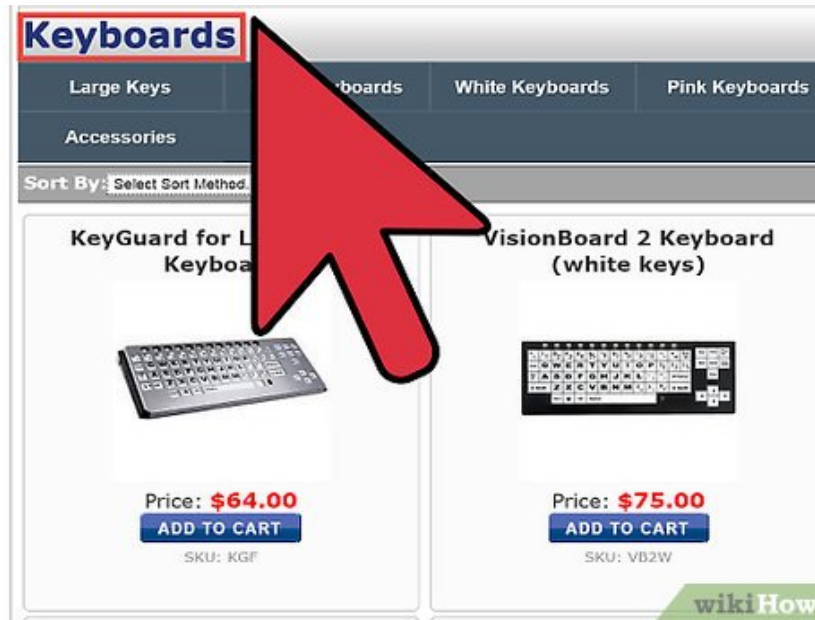 Keyboards
Large Keys
yboards
White Keyboards
Pink Keyboards
Accessories
Sort By: Select Sort Method.
KeyGuard for L
Keyboa
VisionBoard 2 Keyboard
(white keys)
Price: $64.00
ADD TO CART
SKU: KGF
Price: $75.00
ADD TO CART
SKU: VB2W
wikiHow